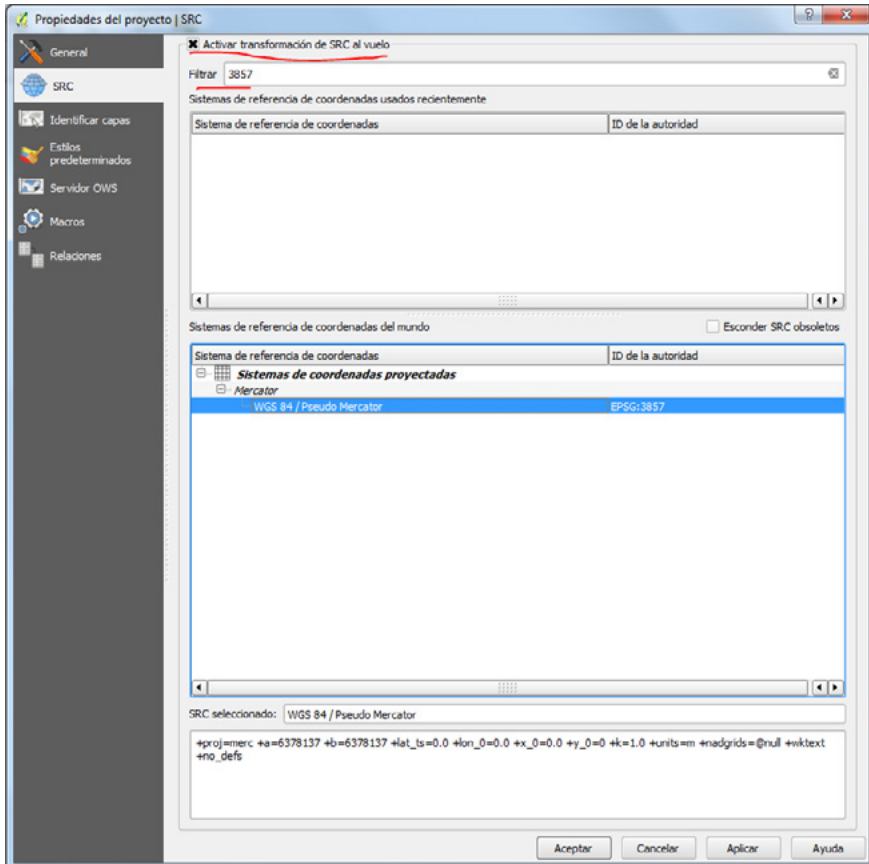 Propiedades del proyecto | SRC
General
SRC
Identificar capas
Estilos
predeterminados
Servidor OWS
Macros
Relaciones
Activar transformación de SRC al vuelo
Filtrar 3857
Sistemas de referencia de coordenadas usados recientemente
Sistema de referencia de coordenadas ID de la autoridad
Sistemas de referencia de coordenadas del mundo Esconder SRC obsoletos
Sistema de referencia de coordenadas ID de la autoridad
Sistemas de coordenadas proyectadas
Mercator
WGS 84 / Pseudo Mercator EPSG:3857
SRC seleccionado: WGS 84 / Pseudo Mercator
+proj=merc +a=6378137 +b=6378137 +lat_ts=0.0 +lon_0=0.0 +x_0=0.0 +y_0=0 +k=1.0 +units=m +nadgrids=@null +wktext
+no_defs
Aceptar Cancelar Aplicar Ayuda